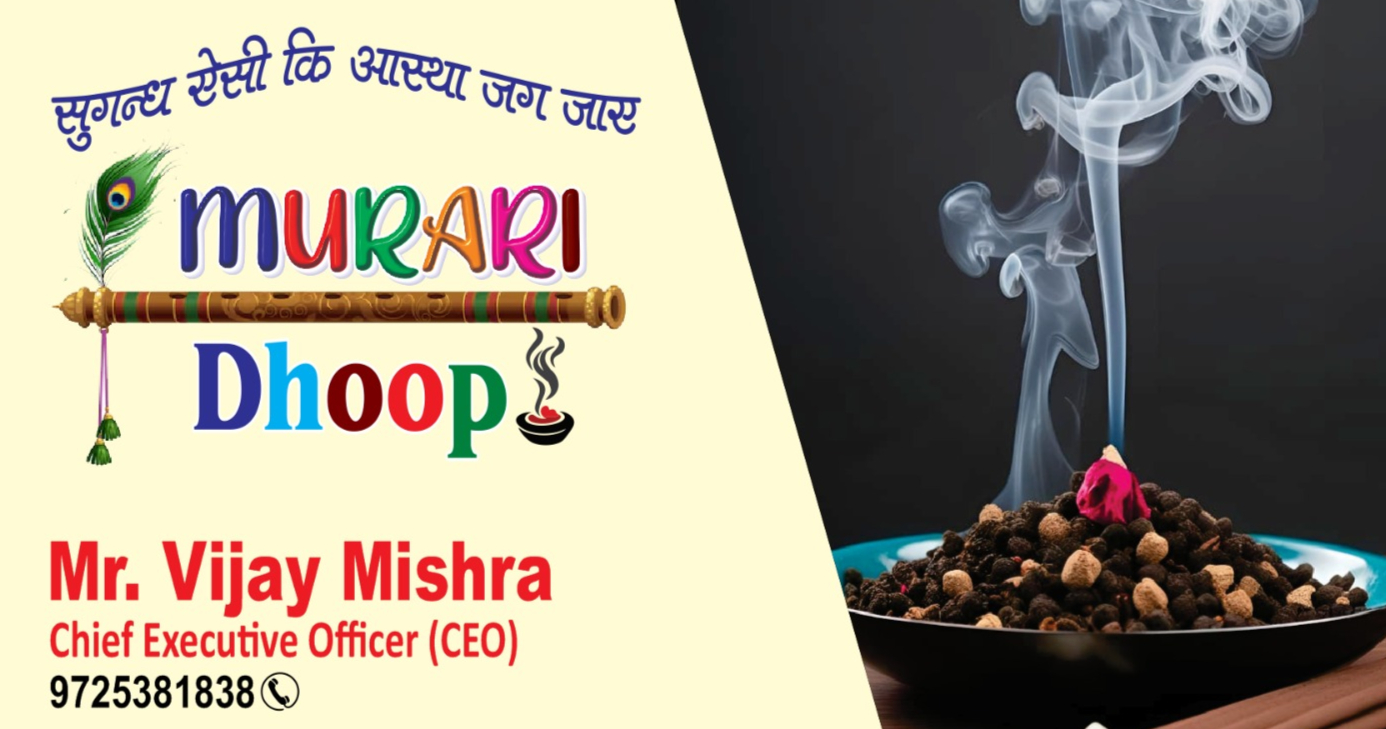 सुगन्ध ऐसी कि आस्था जग जाए
MURARI
Dhoop
Mr. Vijay Mishra
Chief Executive Officer (CEO)
9725381838